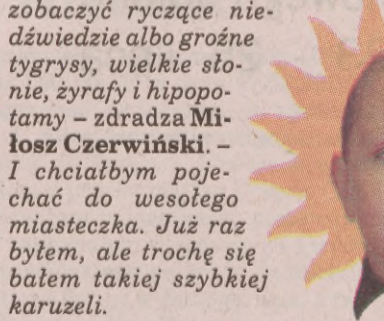 zobaczyć ryczące nie-
dźwiedzie albo groźne
tygrysy, wielkie sło-
nie, żyrafy i hipopo-
tamy – zdradza Mi-
łosz Czerwiński. –
I chciałbym poje-
chać do wesołego
miasteczka. Już raz
byłem, ale trochę się
bałem takiej szybkiej
karuzeli.